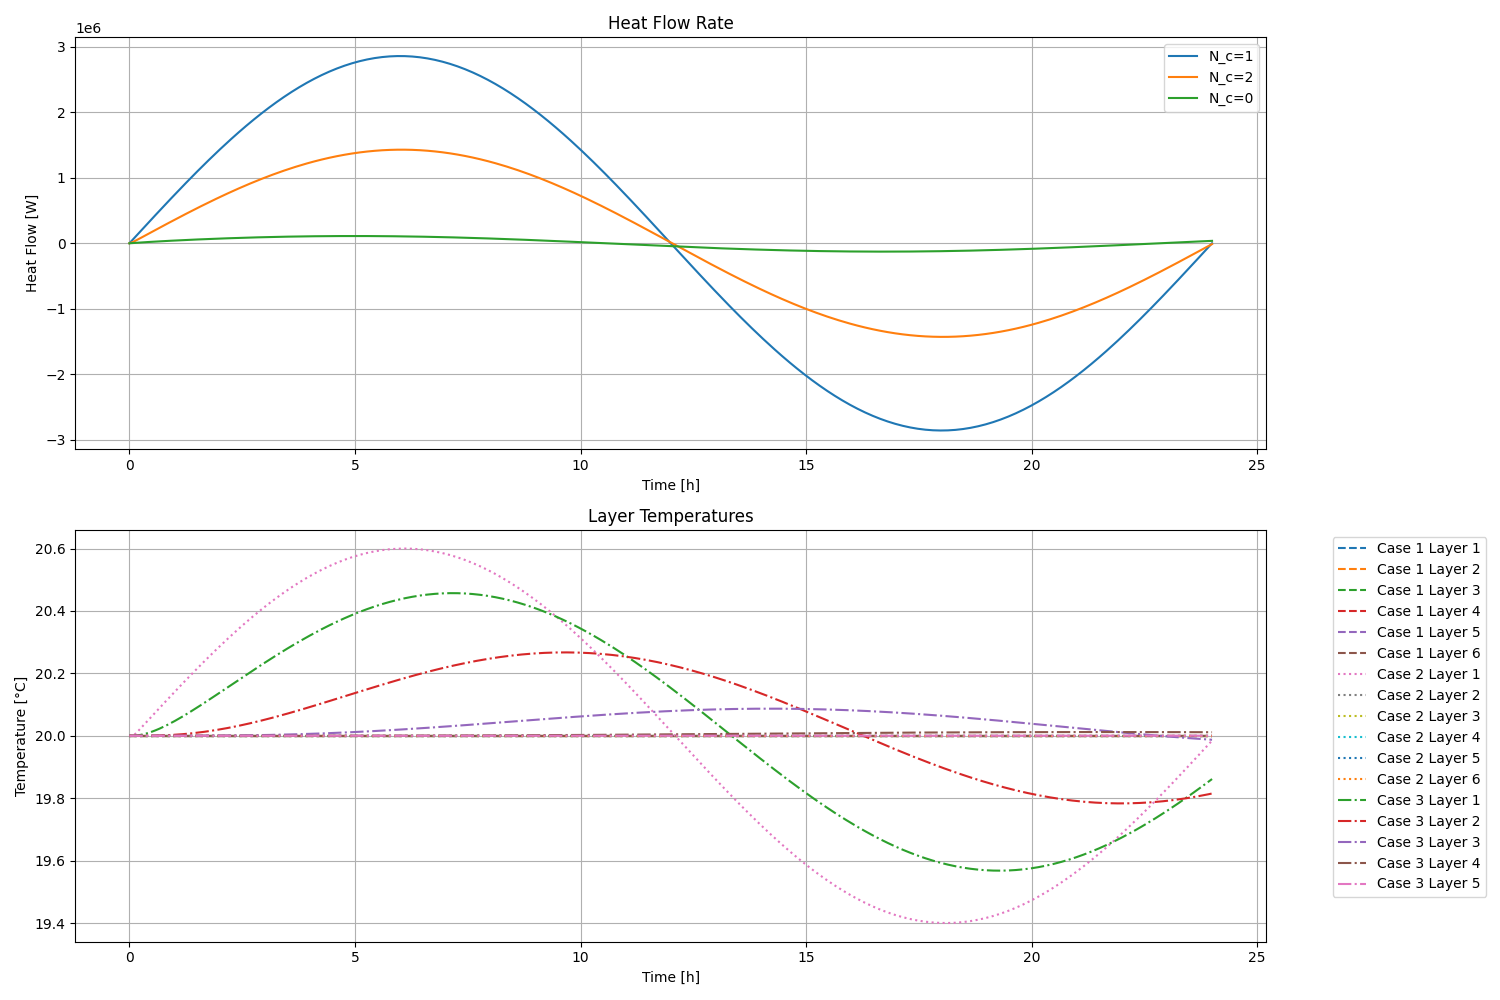 Heat Flow Rate
1e6
3
2
1
0
−1
−2
−3
Heat Flow [W]
N_c=1
N_c=2
N_c=0
0 5 10 15 20 25
Time [h]
Layer Temperatures
20.6
20.4
20.2
20.0
19.8
19.6
19.4
Temperature [°C]
0 5 10 15 20 25
Time [h]
Case 1 Layer 1
Case 1 Layer 2
Case 1 Layer 3
Case 1 Layer 4
Case 1 Layer 5
Case 1 Layer 6
Case 2 Layer 1
Case 2 Layer 2
Case 2 Layer 3
Case 2 Layer 4
Case 2 Layer 5
Case 2 Layer 6
Case 3 Layer 1
Case 3 Layer 2
Case 3 Layer 3
Case 3 Layer 4
Case 3 Layer 5